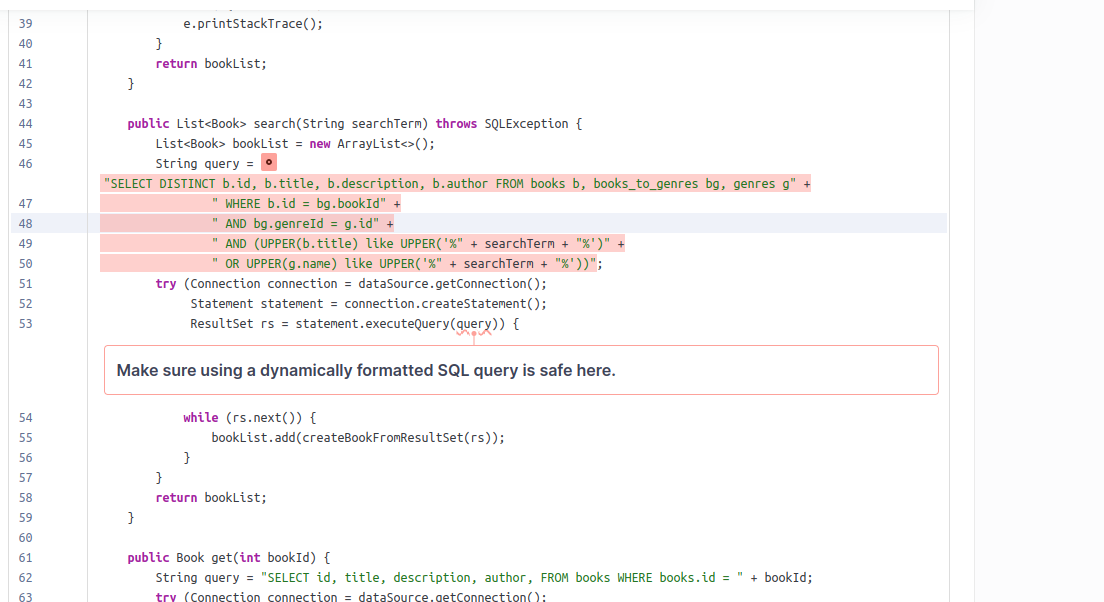 39 e.printStackTrace();
40 }
41 return bookList;
42 }
43
44 public List<Book> search(String searchTerm) throws SQLException {
45 List<Book> bookList = new ArrayList<>();
46 String query =
"SELECT DISTINCT b.id, b.title, b.description, b.author FROM books b, books_to_genres bg, genres g" +
47 " WHERE b.id = bg.bookId" +
48 " AND bg.genreId = g.id" +
49 " AND (UPPER(b.title) like UPPER('%" + searchTerm + "%')" +
50 " OR UPPER(g.name) like UPPER('%" + searchTerm + "%'))";
51 try (Connection connection = dataSource.getConnection();
52 Statement statement = connection.createStatement();
53 ResultSet rs = statement.executeQuery(query)) {
Make sure using a dynamically formatted SQL query is safe here.
54 while (rs.next()) {
55 bookList.add(createBookFromResultSet(rs));
56 }
57 }
58 return bookList;
59 }
60
61 public Book get(int bookId) {
62 String query = "SELECT id, title, description, author, FROM books WHERE books.id = " + bookId;
63 try (Connection connection = dataSource.getConnection();